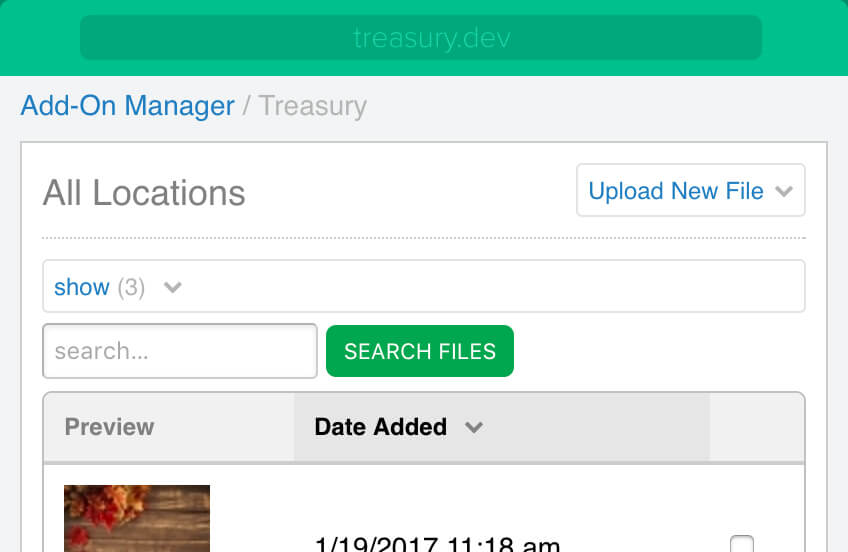 treasury.dev
Add-On Manager / Treasury
All Locations
Upload New File
show (3)
search...
SEARCH FILES
Preview
Date Added
1/19/2017 11:18 am